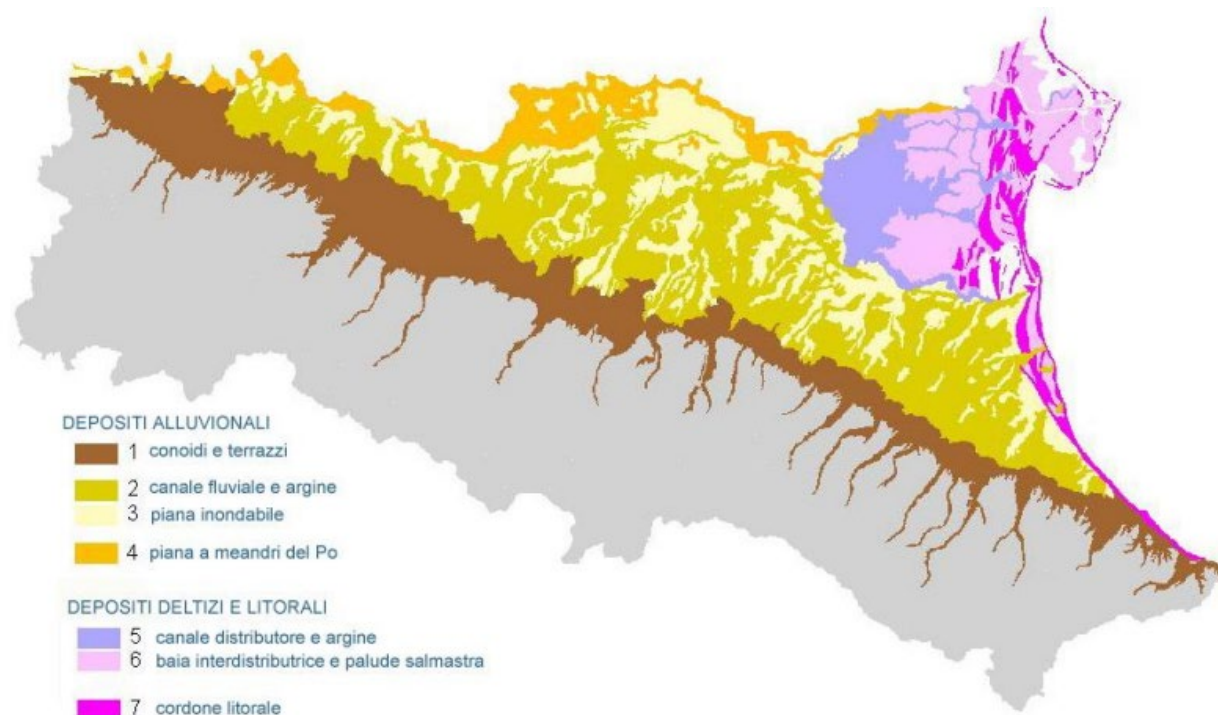 DEPOSITI ALLUVIONALI
1 conoidi e terrazzi
2 canale fluviale e argine
3 piana inondabile
4 piana a meandri del Po
DEPOSITI DELTIZI E LITORALI
5 canale distributore e argine
6 baia interdistributrice e palude salmastra
7 cordone litorale